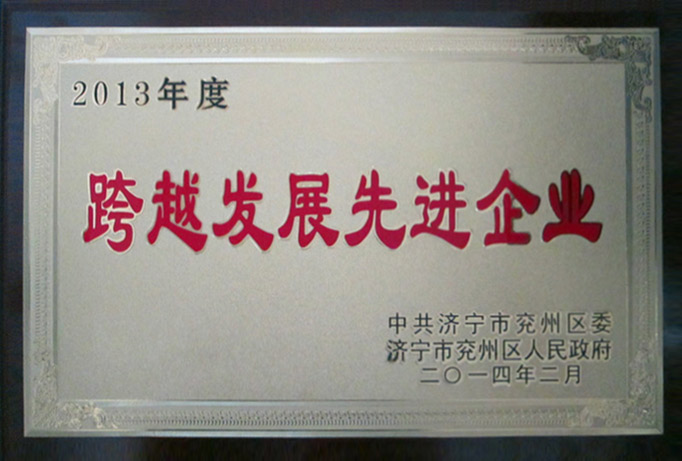 2013年度
跨越发展先进企业
中共济宁市兖州区委
济宁市兖州区人民政府
二〇一四年二月